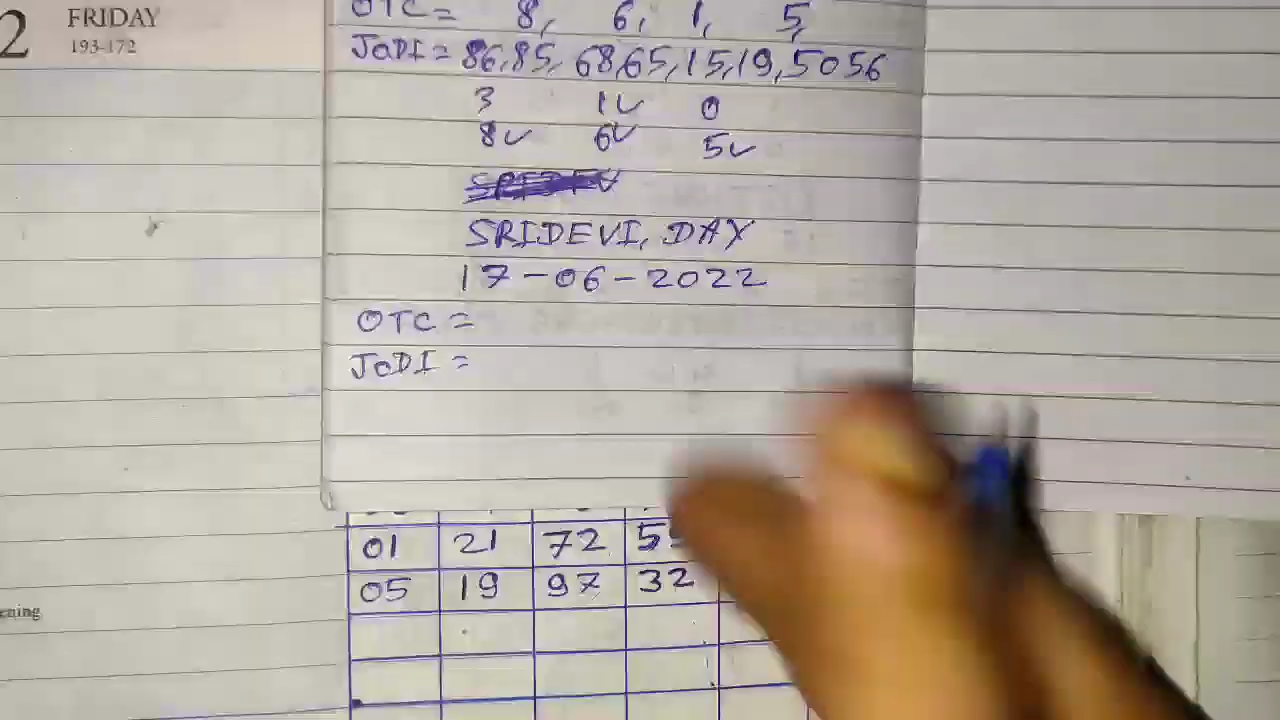 2
FRIDAY
193-172
OTC = 8, 6, 1, 5,
JODI = 86,85, 68,65, 15,19, 5056
3 1✓ 0
8✓ 6✓ 5✓
SRIDEVI, DAY
17-06-2022
OTC =
JODI =
01 21 72
05 19 97 32
ening